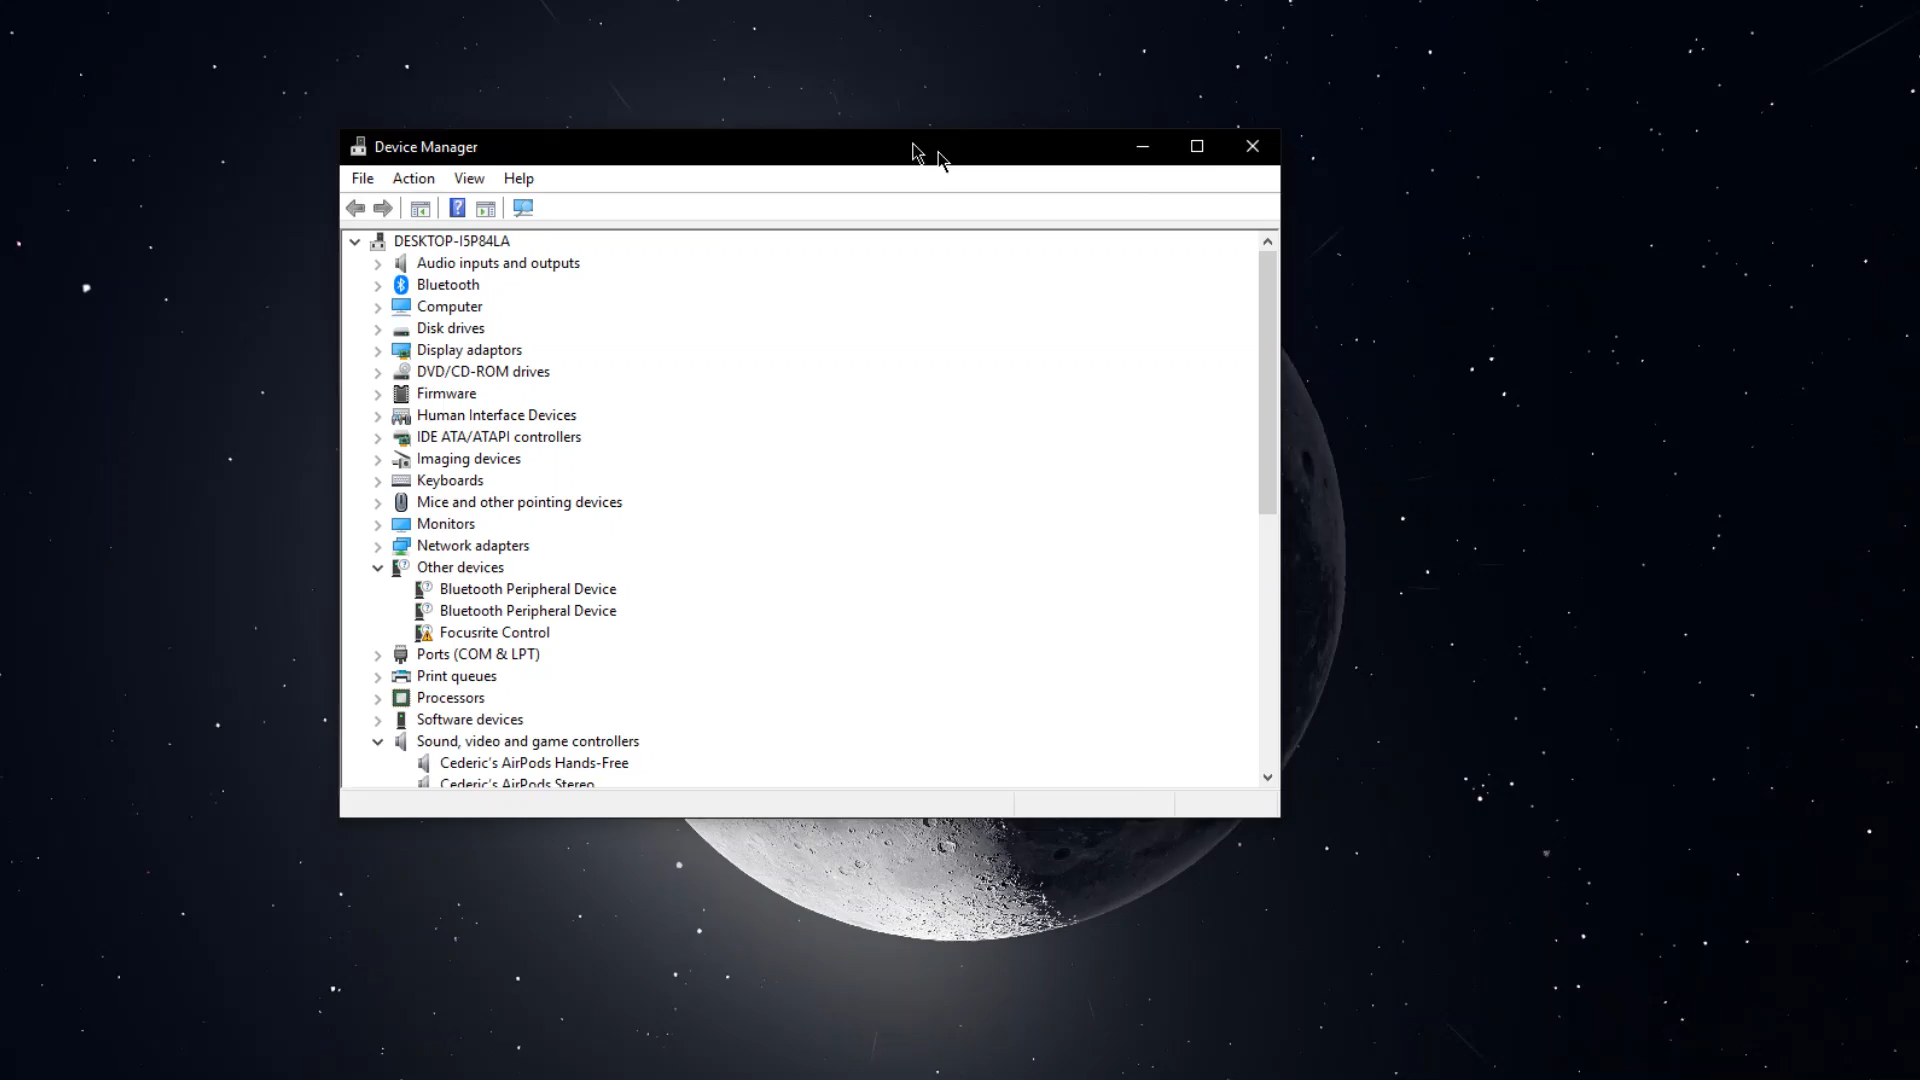 Device Manager
File Action View Help
DESKTOP-I5P84LA
Audio inputs and outputs
Bluetooth
Computer
Disk drives
Display adaptors
DVD/CD-ROM drives
Firmware
Human Interface Devices
IDE ATA/ATAPI controllers
Imaging devices
Keyboards
Mice and other pointing devices
Monitors
Network adapters
Other devices
Bluetooth Peripheral Device
Bluetooth Peripheral Device
Focusrite Control
Ports (COM & LPT)
Print queues
Processors
Software devices
Sound, video and game controllers
Cederic's AirPods Hands-Free
Cederic's AirPods Stereo